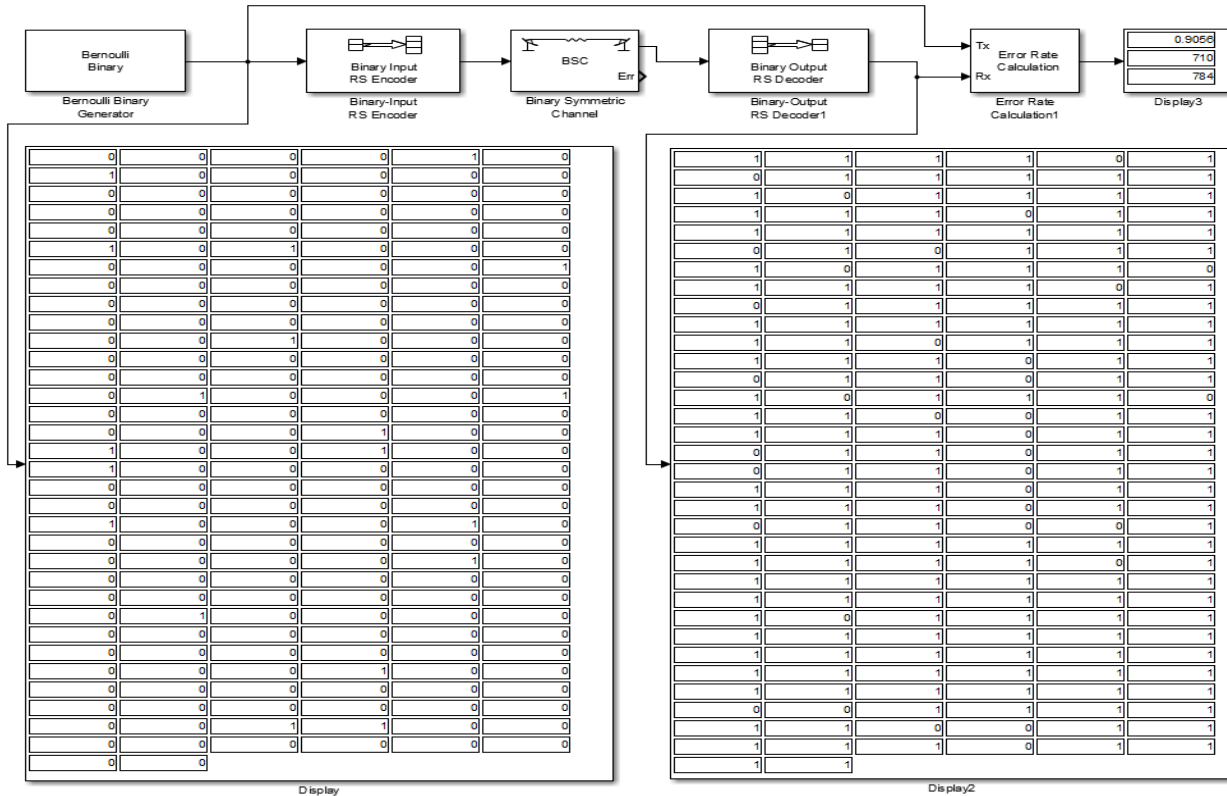 Bernoulli
Binary
Bernoulli Binary
Generator
Binary Input
RS Encoder
Binary-Input
RS Encoder
BSC
Err
Binary Symmetric
Channel
Binary Output
RS Decoder
Binary-Output
RS Decoder1
Tx
Rx
Error Rate
Calculation
Error Rate
Calculation1
0.9056
710
784
Display3
0 0 0 0 1 0
1 0 0 0 0 0
0 0 0 0 0 0
0 0 0 0 0 0
0 0 0 0 0 0
1 0 1 0 0 0
0 0 0 0 0 1
0 0 0 0 0 0
0 0 0 0 0 0
0 0 0 0 0 0
0 0 1 0 0 0
0 0 0 0 0 0
0 0 0 0 0 0
0 1 0 0 0 1
0 0 0 0 0 0
0 0 0 1 0 0
1 0 0 1 0 0
1 0 0 0 0 0
0 0 0 0 0 0
0 0 0 0 0 0
1 0 0 0 1 0
0 0 0 0 0 0
0 0 0 0 1 0
0 0 0 0 0 0
0 0 0 0 0 0
0 1 0 0 0 0
0 0 0 0 0 0
0 0 0 0 0 0
0 0 0 1 0 0
0 0 0 0 0 0
0 0 0 0 0 0
0 0 1 1 0 0
0 0 0 0 0 0
0 0
Display
1 1 1 1 0 1
0 1 1 1 1 1
1 0 1 1 1 1
1 1 1 0 1 1
1 1 1 1 1 1
0 1 0 1 1 1
1 0 1 1 1 0
1 1 1 1 0 1
0 1 1 1 1 1
1 1 1 1 1 1
1 1 0 1 1 1
1 1 1 0 1 1
0 1 1 0 1 1
1 0 1 1 1 0
1 1 0 0 1 1
1 1 1 0 1 1
0 1 1 0 1 1
0 1 1 0 1 1
1 1 1 0 1 1
1 1 1 0 1 1
0 1 1 0 0 1
1 1 1 1 1 1
1 1 1 1 0 1
1 1 1 1 1 1
1 1 1 1 1 1
1 0 1 1 1 1
1 1 1 1 1 1
1 1 1 1 1 1
1 1 1 1 1 1
1 1 1 1 1 1
0 0 1 1 1 1
1 1 0 0 1 1
1 1 1 0 1 1
1 1
Display2